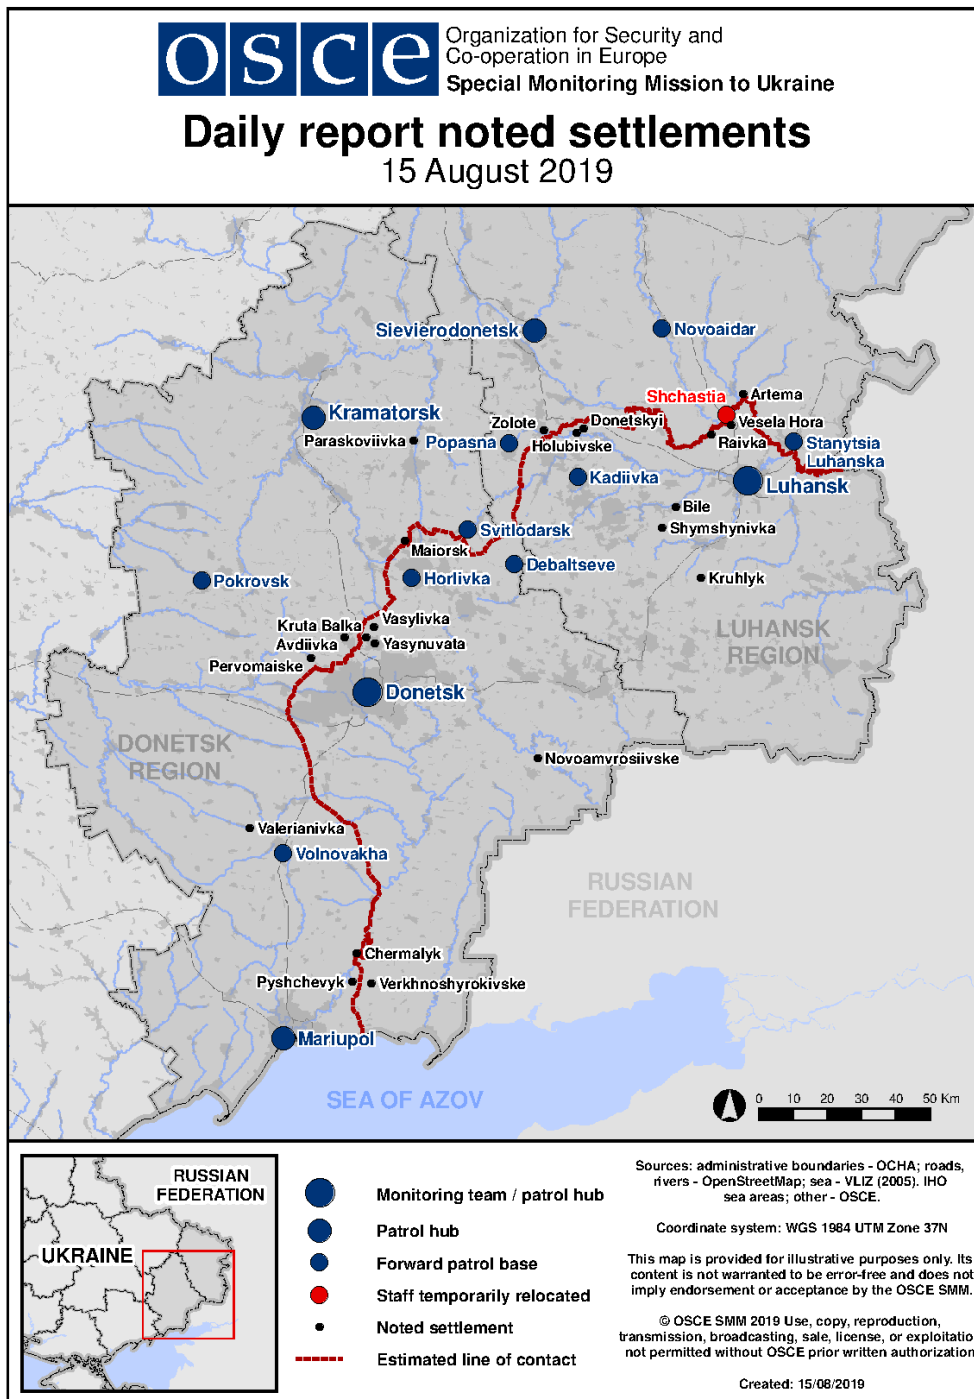 osce
Organization for Security and
Co-operation in Europe
Special Monitoring Mission to Ukraine
Daily report noted settlements
15 August 2019
Sievierodonetsk
Novoaidar
Shchastia
Artema
Kramatorsk
Zolote
Donetskyi
Vesela Hora
Paraskoviivka
Popasna
Holubivske
Raivka
Stanytsia
Luhanska
Kadiivka
Luhansk
Bile
Svitlodarsk
Shymshynivka
Maiorsk
Debaltseve
Pokrovsk
Horlivka
Kruhlyk
Vasylivka
Kruta Balka
Avdiivka
Yasynuvata
Pervomaiske
LUHANSK
REGION
Donetsk
DONETSK
REGION
Novoamvrosiivske
Valerianivka
Volnovakha
RUSSIAN
FEDERATION
Chermalyk
Pyshchevyk
Verkhnoshyrokivske
Mariupol
SEA OF AZOV
0 10 20 30 40 50 Km
RUSSIAN
FEDERATION
UKRAINE
Monitoring team / patrol hub
Patrol hub
Forward patrol base
Staff temporarily relocated
Noted settlement
Estimated line of contact
Sources: administrative boundaries - OCHA; roads,
rivers - OpenStreetMap; sea - VLIZ (2005). IHO
sea areas; other - OSCE.
Coordinate system: WGS 1984 UTM Zone 37N
This map is provided for illustrative purposes only. Its
content is not warranted to be error-free and does not
imply endorsement or acceptance by the OSCE SMM.
© OSCE SMM 2019 Use, copy, reproduction,
transmission, broadcasting, sale, license, or exploitatio
not permitted without OSCE prior written authorization
Created: 15/08/2019